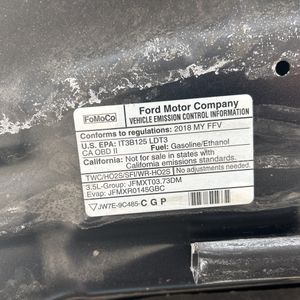 FoMoCo
Ford Motor Company
VEHICLE EMISSION CONTROL INFORMATION
Conforms to regulations: 2018 MY FFV
U.S. EPA: IT3B125 LDT3
CA OBD II Fuel: Gasoline/Ethanol
California: Not for sale in states with
California emissions standards.
TWC/HO2S/SFI/WR-HO2S No adjustments needed.
3.5L-Group: JFMXT03.73DM
Evap: JFMXR0145GBC
JW7E-9C485-CGP